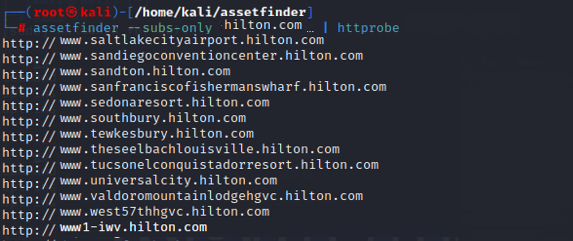 ┌──(root㉿kali)-[/home/kali/assetfinder]
└─# assetfinder --subs-only hilton.com … | httprobe
http://www.saltlakecityairport.hilton.com
http://www.sandiegoconventioncenter.hilton.com
http://www.sandton.hilton.com
http://www.sanfranciscofishermanswharf.hilton.com
http://www.sedonaresort.hilton.com
http://www.southbury.hilton.com
http://www.tewkesbury.hilton.com
http://www.theseelbachlouisville.hilton.com
http://www.tucsonelconquistadorresort.hilton.com
http://www.universalcity.hilton.com
http://www.valdoromountainlodgehgvc.hilton.com
http://www.west57thhgvc.hilton.com
http://www1-iwv.hilton.com